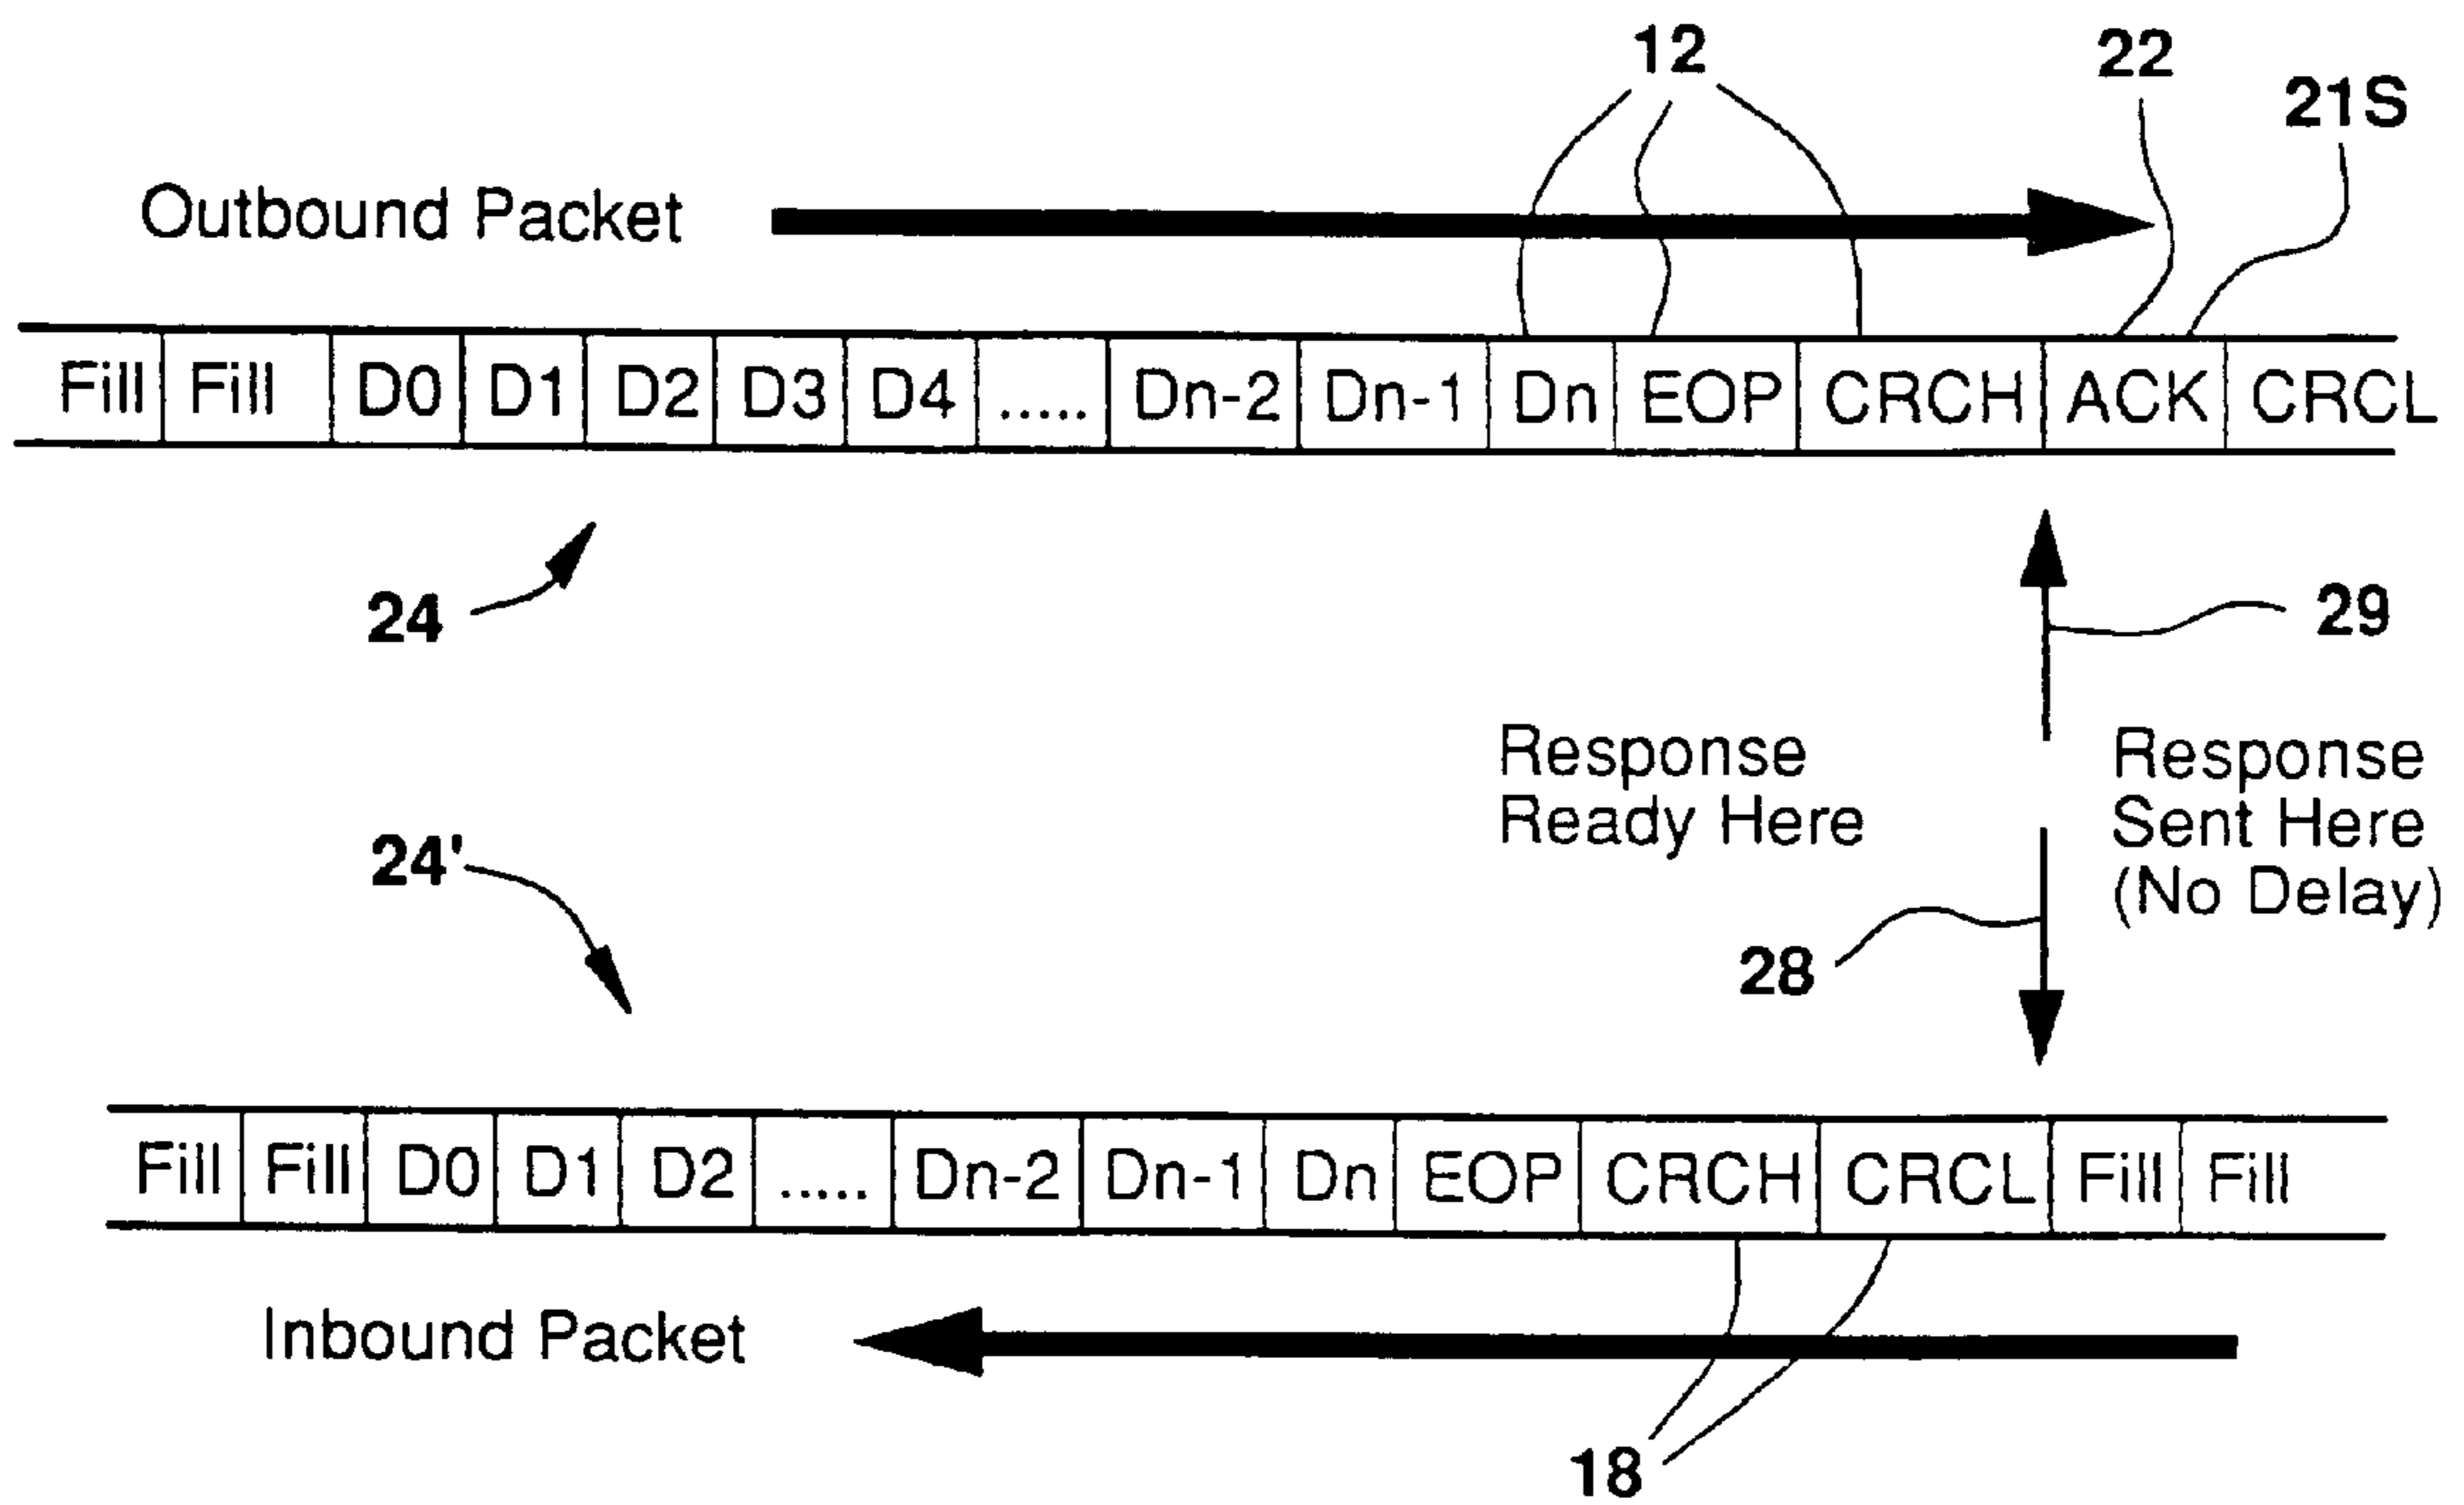 12
22
21S
Outbound Packet
Fill Fill D0 D1 D2 D3 D4 ..... Dn-2 Dn-1 Dn EOP CRCH ACK CRCL
24
29
Response
Ready Here
Response
Sent Here
(No Delay)
24'
28
Fill Fill D0 D1 D2 ..... Dn-2 Dn-1 Dn EOP CRCH CRCL Fill Fill
Inbound Packet
18